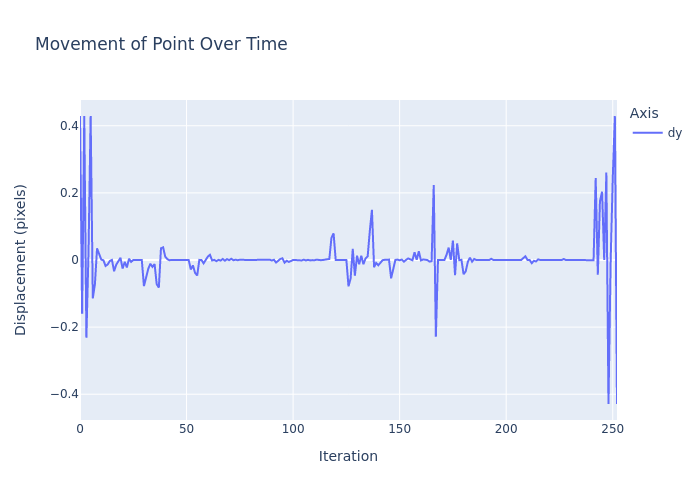 Movement of Point Over Time
Axis
dy
0.4
0.2
0
−0.2
−0.4
Displacement (pixels)
0
50
100
150
200
250
Iteration